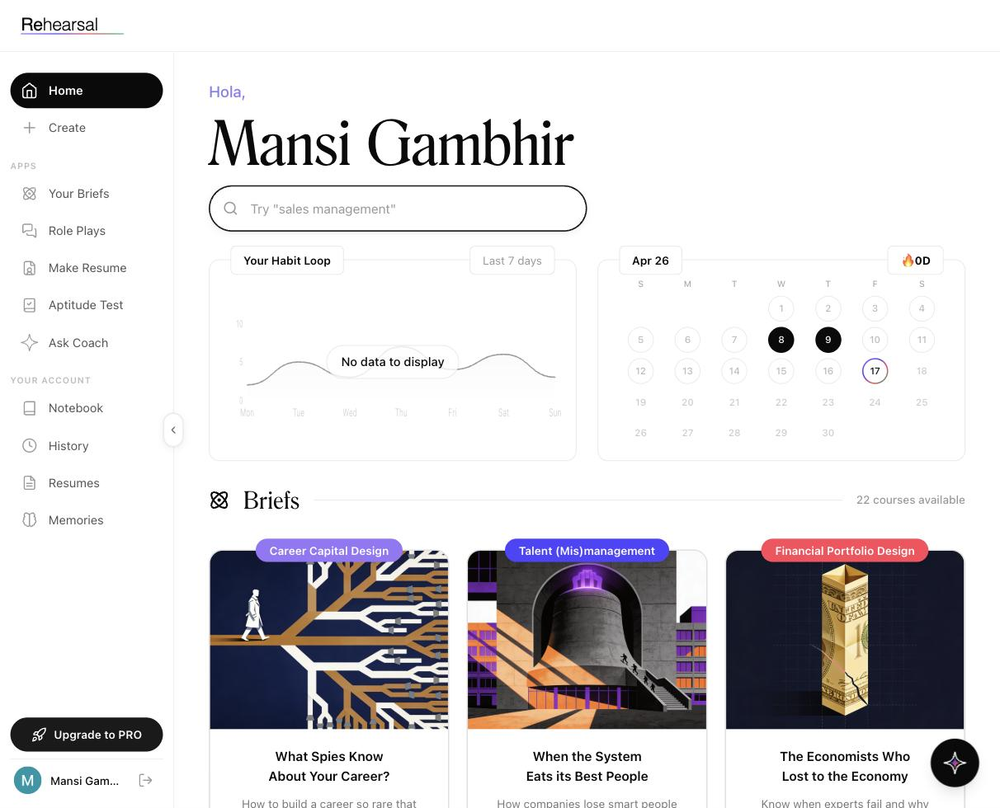 Rehearsal
Home
Create
APPS
Your Briefs
Role Plays
Make Resume
Aptitude Test
Ask Coach
YOUR ACCOUNT
Notebook
History
Resumes
Memories
Upgrade to PRO
M
Mansi Gam...
Hola,
Mansi Gambhir
Try "sales management"
Your Habit Loop
Last 7 days
10
5
0
No data to display
Mon Tue Wed Thu Fri Sat Sun
Apr 26
🔥0D
S M T W T F S
1 2 3 4
5 6 7 8 9 10 11
12 13 14 15 16 17 18
19 20 21 22 23 24 25
26 27 28 29 30
Briefs
22 courses available
Career Capital Design
What Spies Know
About Your Career?
How to build a career so rare that
Talent (Mis)management
When the System
Eats its Best People
How companies lose smart people
Financial Portfolio Design
The Economists Who
Lost to the Economy
Know when experts fail and why